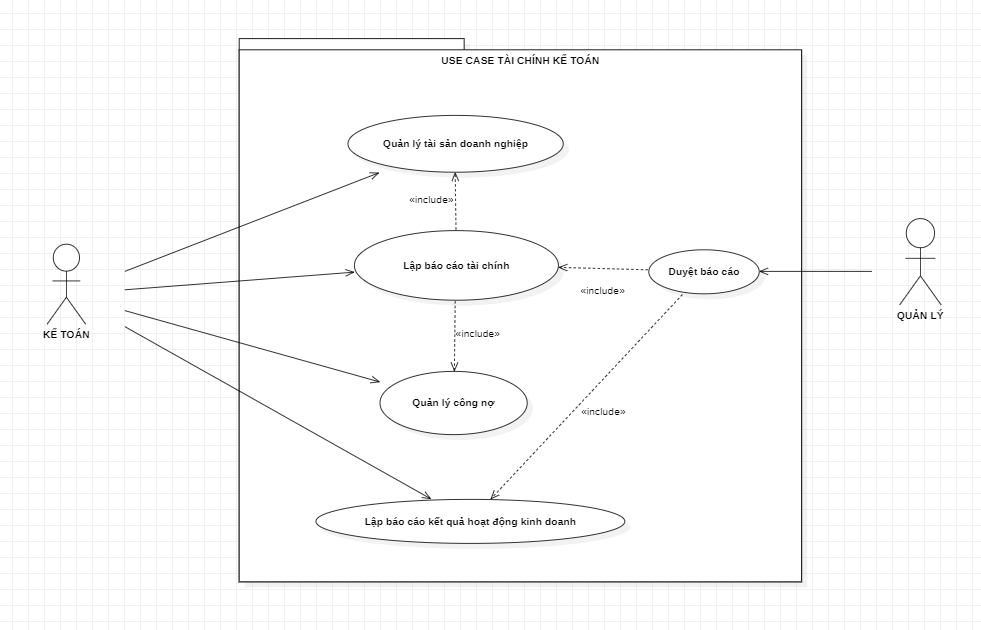 USE CASE TÀI CHÍNH KẾ TOÁN
Quản lý tài sản doanh nghiệp
«include»
Lập báo cáo tài chính
Duyệt báo cáo
«include»
QUẢN LÝ
KẾ TOÁN
«include»
Quản lý công nợ
«include»
Lập báo cáo kết quả hoạt động kinh doanh